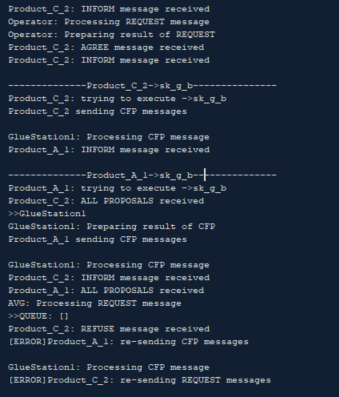 Product_C_2: INFORM message received
Operator: Processing REQUEST message
Operator: Preparing result of REQUEST
Product_C_2: AGREE message received
Product_C_2: INFORM message received
--------------Product_C_2->sk_g_b---------------
Product_C_2: trying to execute ->sk_g_b
Product_C_2 sending CFP messages
GlueStation1: Processing CFP message
Product_A_1: INFORM message received
--------------Product_A_1->sk_g_b---------------
Product_A_1: trying to execute ->sk_g_b
Product_C_2: ALL PROPOSALS received
>>GlueStation1
GlueStation1: Preparing result of CFP
Product_A_1 sending CFP messages
GlueStation1: Processing CFP message
Product_C_2: INFORM message received
Product_A_1: ALL PROPOSALS received
AVG: Processing REQUEST message
>>QUEUE: []
Product_C_2: REFUSE message received
[ERROR]Product_A_1: re-sending CFP messages
GlueStation1: Processing CFP message
[ERROR]Product_C_2: re-sending REQUEST messages